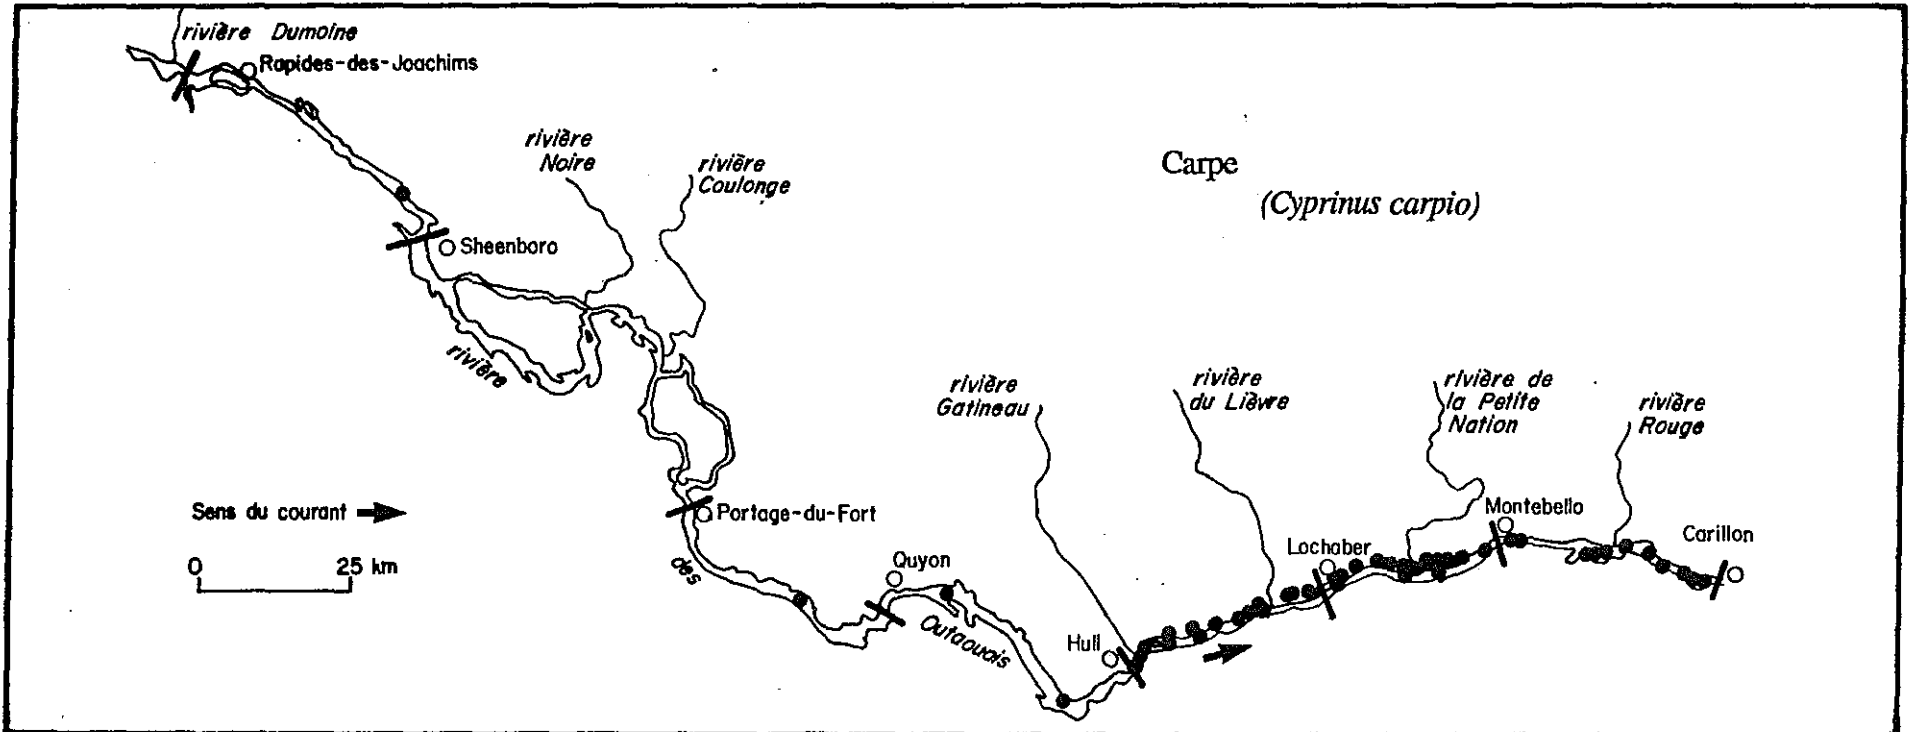 rivière Dumoine
Rapides-des-Joachims
rivière
Noire
rivière
Coulonge
Carpe
(Cyprinus carpio)
Sheenboro
rivière
rivière
Gatineau
rivière
du Lièvre
rivière de
la Petite
Nation
rivière
Rouge
Sens du courant
Portage-du-Fort
Montebello
Carillon
Lochaber
0 25 km
des
Quyon
Outaouais
Hull